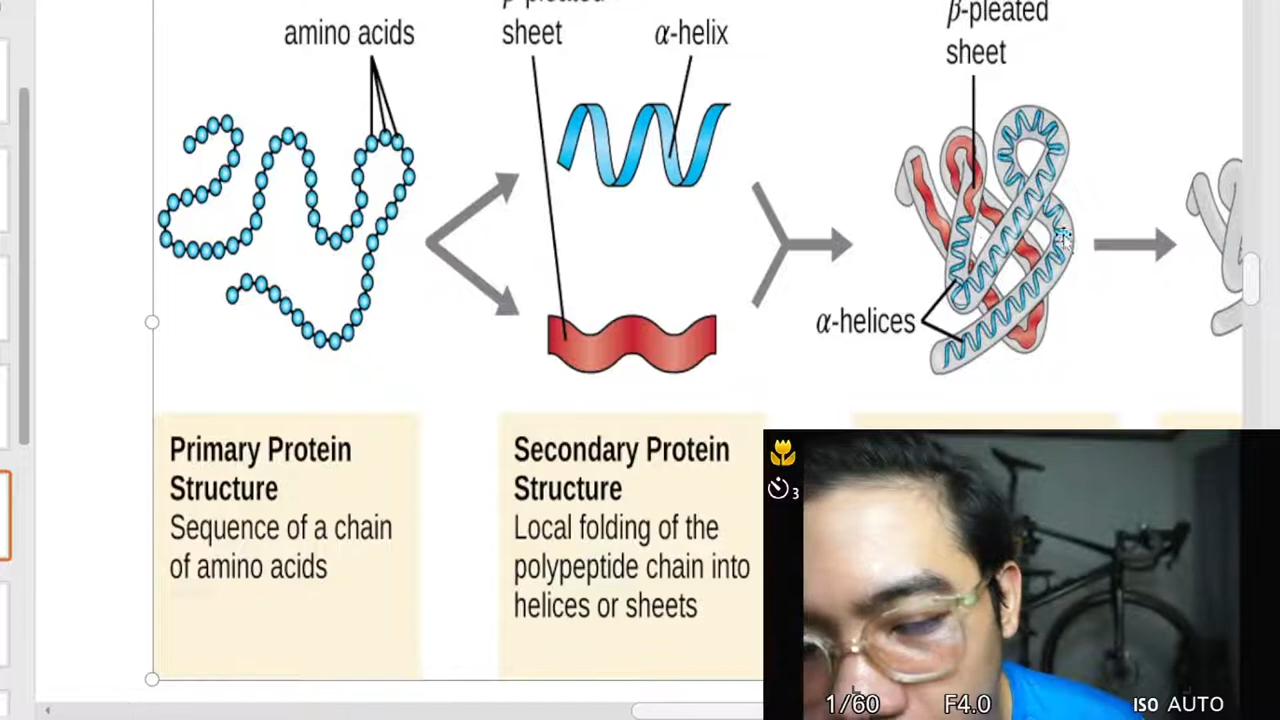 amino acids
sheet
α-helix
β-pleated
sheet
α-helices
Primary Protein
Structure
Sequence of a chain
of amino acids
Secondary Protein
Structure
Local folding of the
polypeptide chain into
helices or sheets
3
1/60 F4.0 ISO AUTO